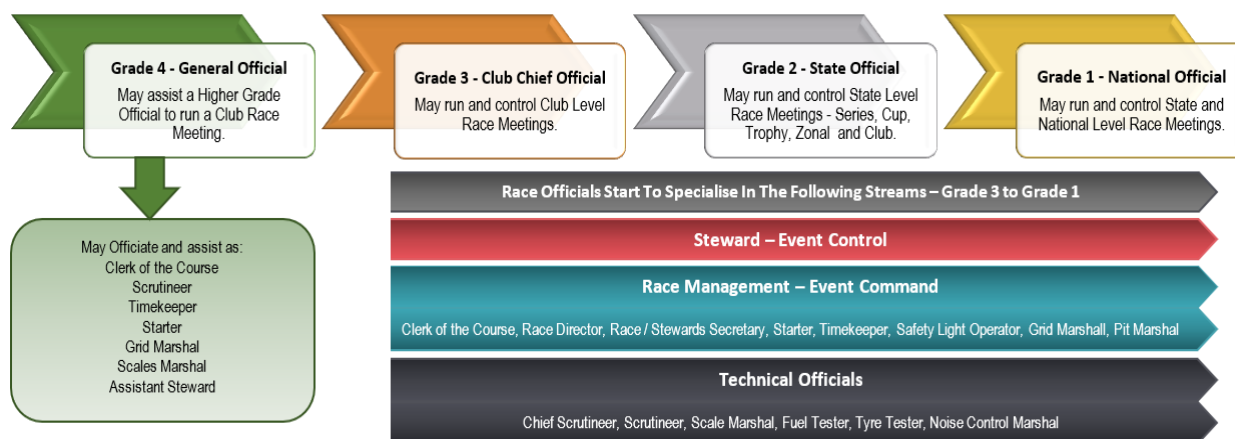 Grade 4 - General Official
May assist a Higher Grade
Official to run a Club Race
Meeting.
Grade 3 - Club Chief Official
May run and control Club Level
Race Meetings.
Grade 2 - State Official
May run and control State Level
Race Meetings - Series, Cup,
Trophy, Zonal and Club.
Grade 1 - National Official
May run and control State and
National Level Race Meetings.
May Officiate and assist as:
Clerk of the Course
Scrutineer
Timekeeper
Starter
Grid Marshal
Scales Marshal
Assistant Steward
Race Officials Start To Specialise In The Following Streams – Grade 3 to Grade 1
Steward – Event Control
Race Management – Event Command
Clerk of the Course, Race Director, Race / Stewards Secretary, Starter, Timekeeper, Safety Light Operator, Grid Marshall, Pit Marshal
Technical Officials
Chief Scrutineer, Scrutineer, Scale Marshal, Fuel Tester, Tyre Tester, Noise Control Marshal